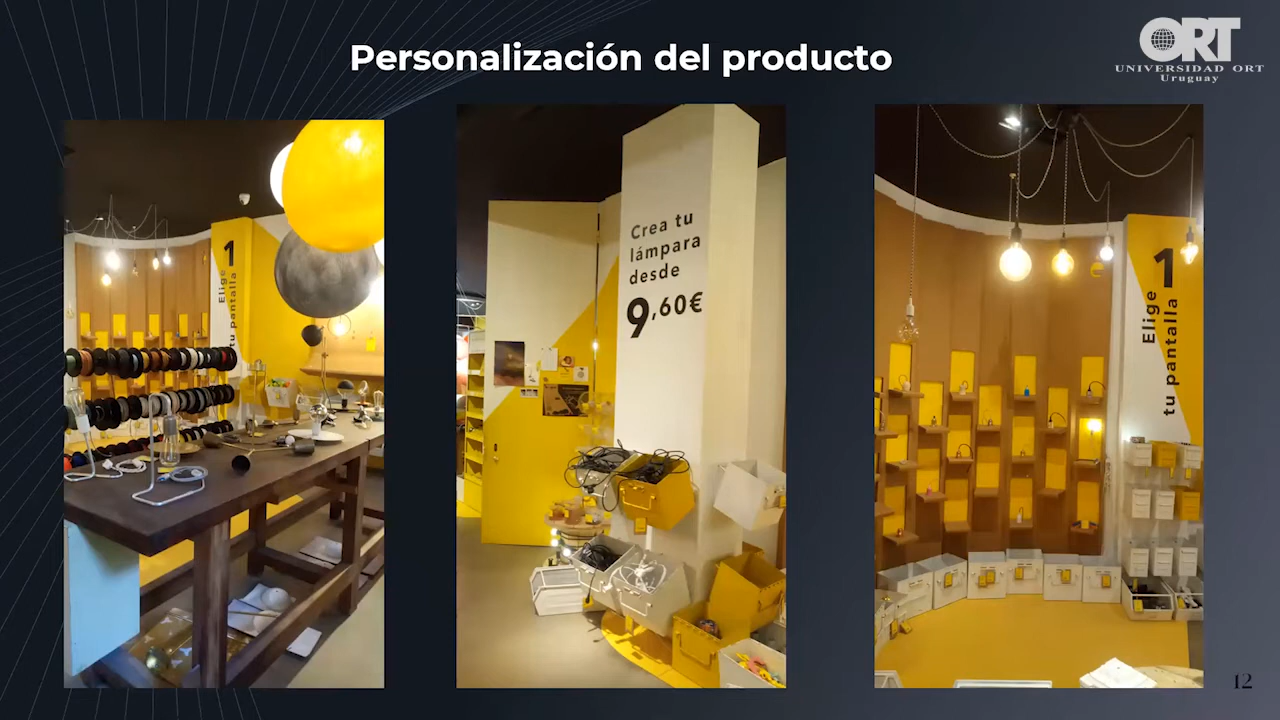 Personalización del producto
ORT
UNIVERSIDAD ORT
Uruguay
1
Elige
tu pantalla
Crea tu
lámpara
desde
9,60€
1
Elige
tu pantalla
12